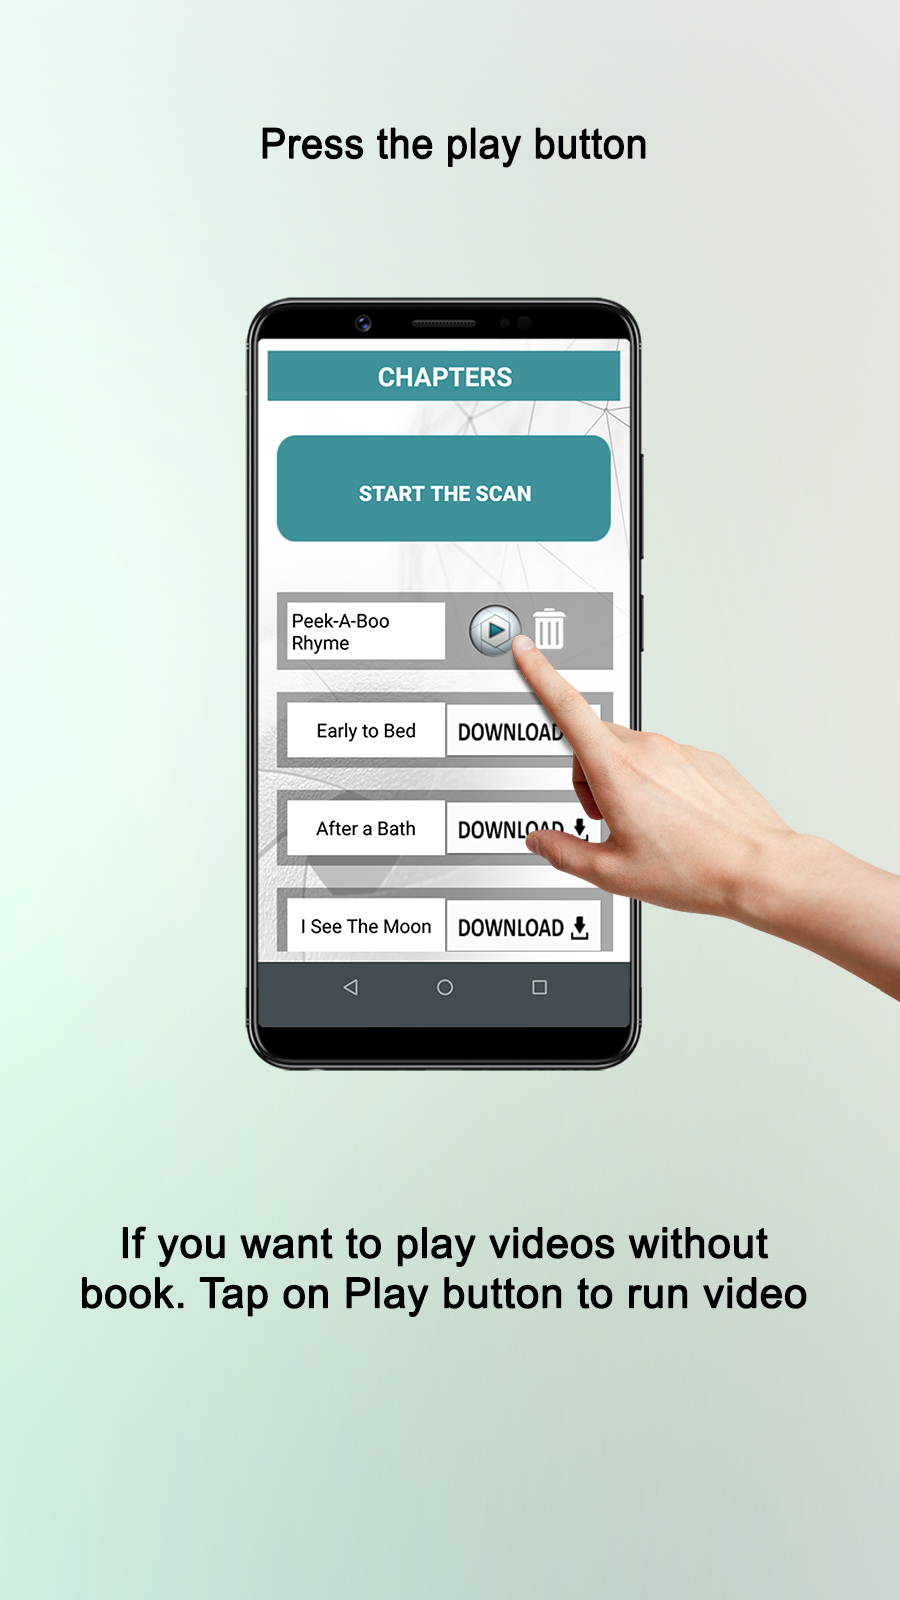 Press the play button
CHAPTERS
START THE SCAN
Peek-A-Boo
Rhyme
Early to Bed
DOWNLOAD
After a Bath
DOWNLOAD
I See The Moon
DOWNLOAD
If you want to play videos without
book. Tap on Play button to run video